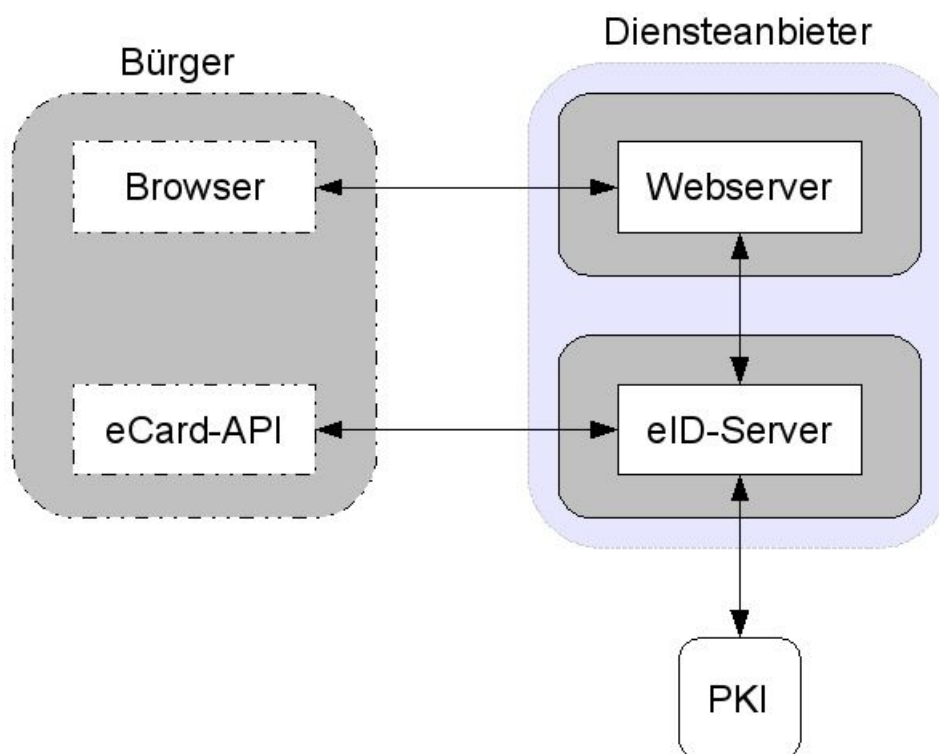 Bürger
Diensteanbieter
Browser
Webserver
eCard-API
eID-Server
PKI